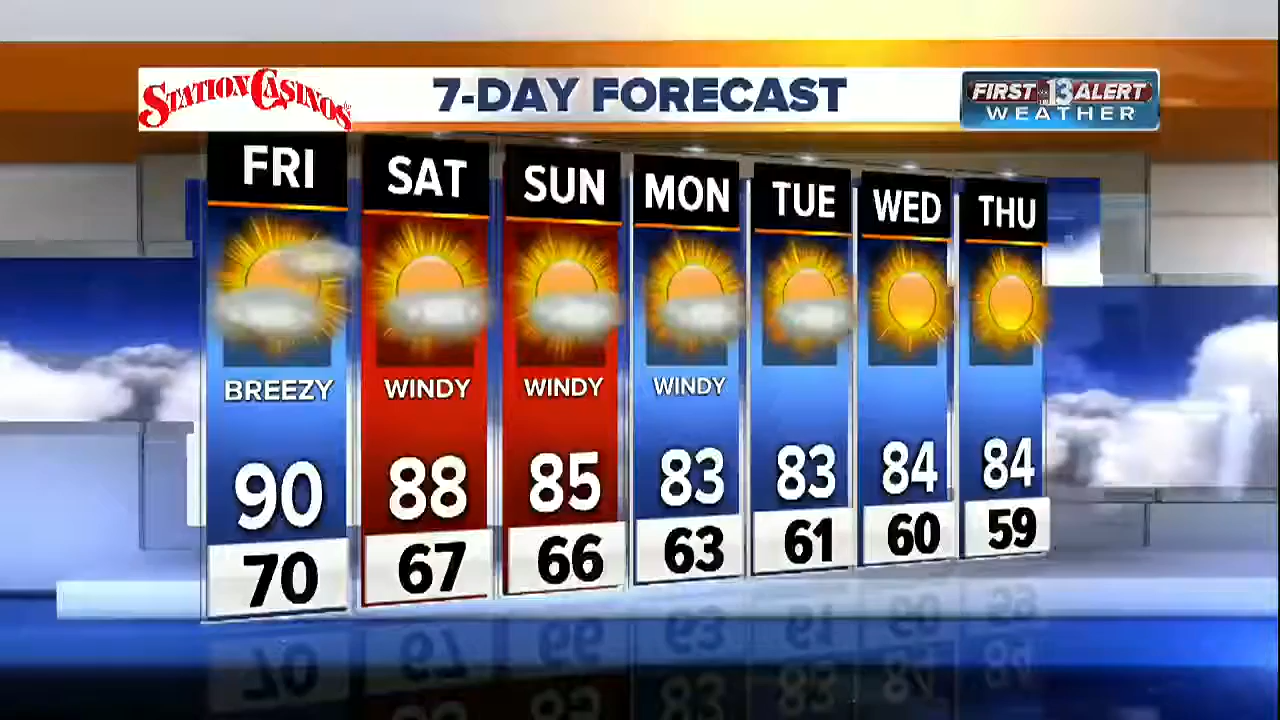 STATION CASINOS
7-DAY FORECAST
FIRST 13 ALERT
WEATHER
FRI SAT SUN MON TUE WED THU
BREEZY WINDY WINDY WINDY
90 88 85 83 83 84 84
70 67 66 63 61 60 59